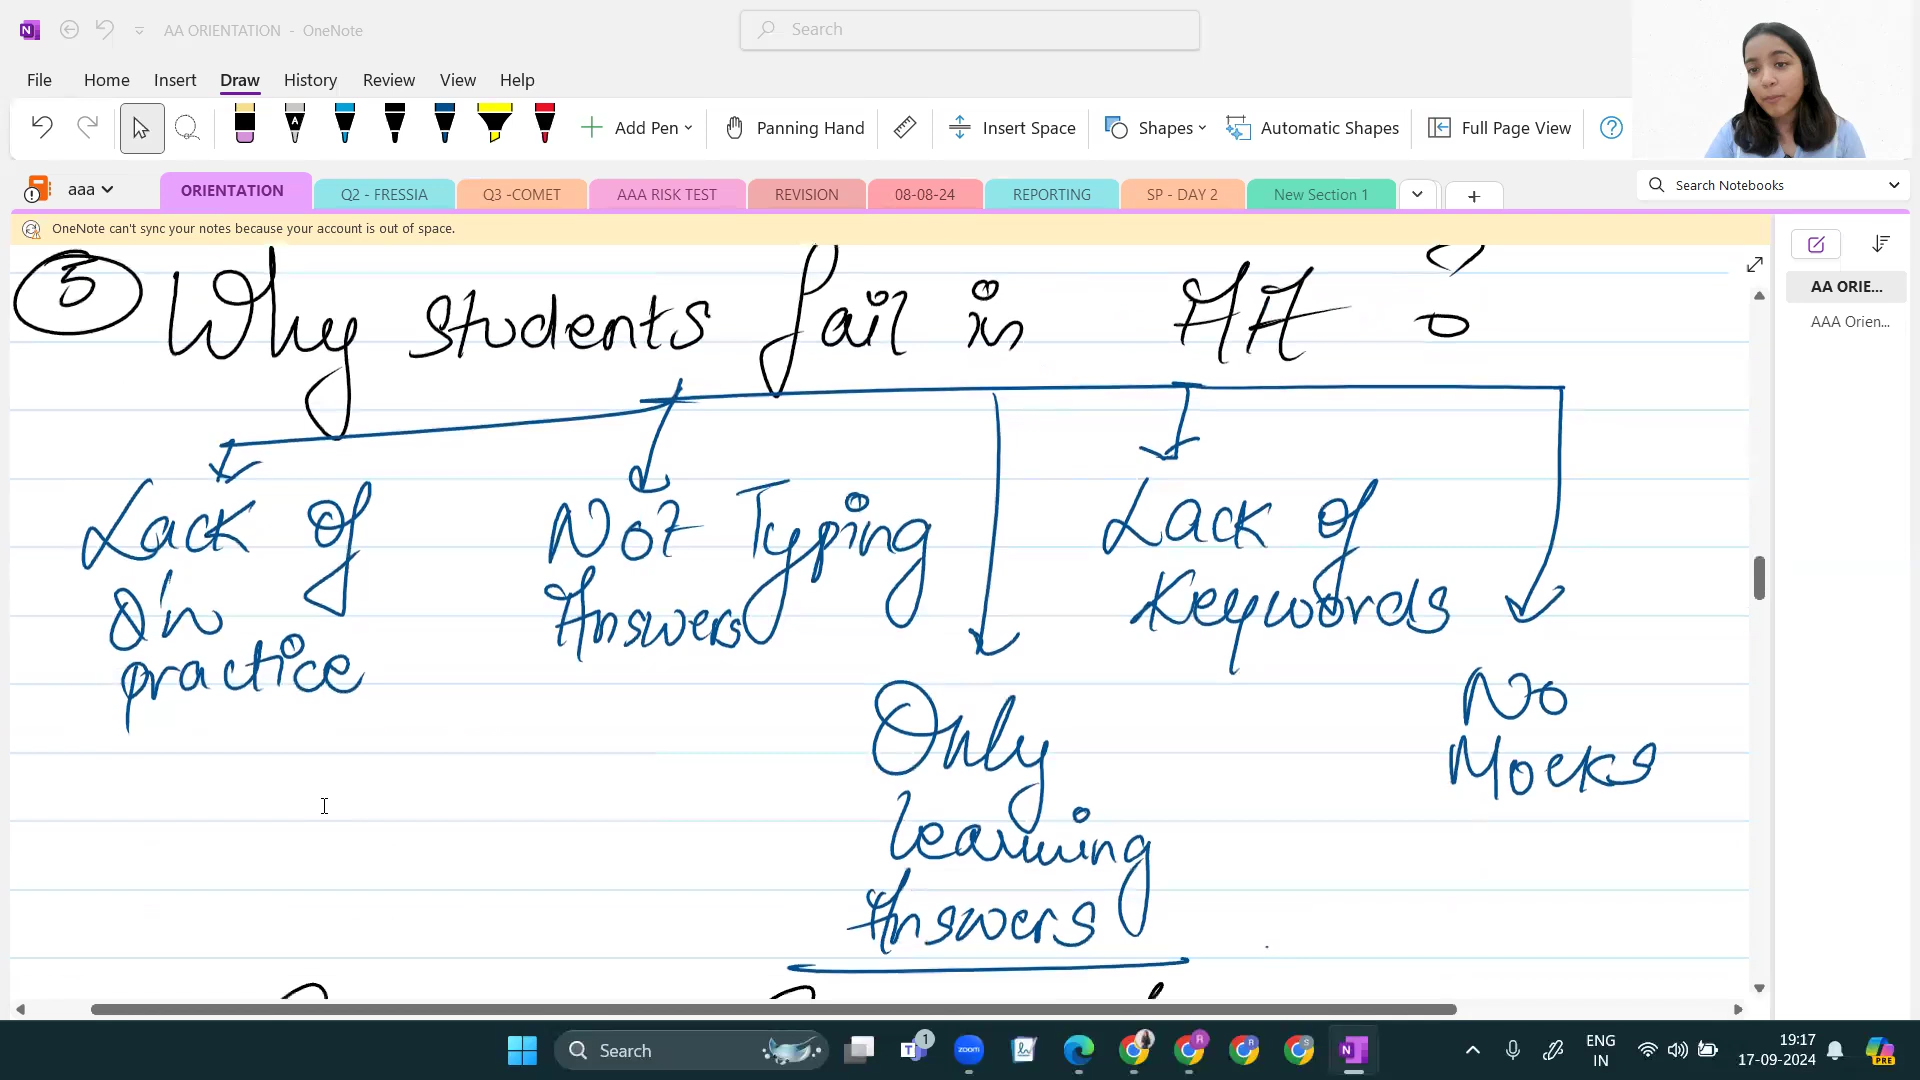 AA ORIENTATION - OneNote
Search
File Home Insert Draw History Review View Help
A
Add Pen
Panning Hand
Insert Space
Shapes
Automatic Shapes
Full Page View
aaa
ORIENTATION
Q2 - FRESSIA
Q3 -COMET
AAA RISK TEST
REVISION
08-08-24
REPORTING
SP - DAY 2
New Section 1
Search Notebooks
OneNote can't sync your notes because your account is out of space.
AA ORIE...
AAA Orien...
5 Why students fail in AA ?
Lack of
Q'n
practice
Not Typing
Answers
Only
learning
Answers
Lack of
Keywords
No
Mocks
Search
1
zoom
ENG
IN
19:17
17-09-2024
PRE